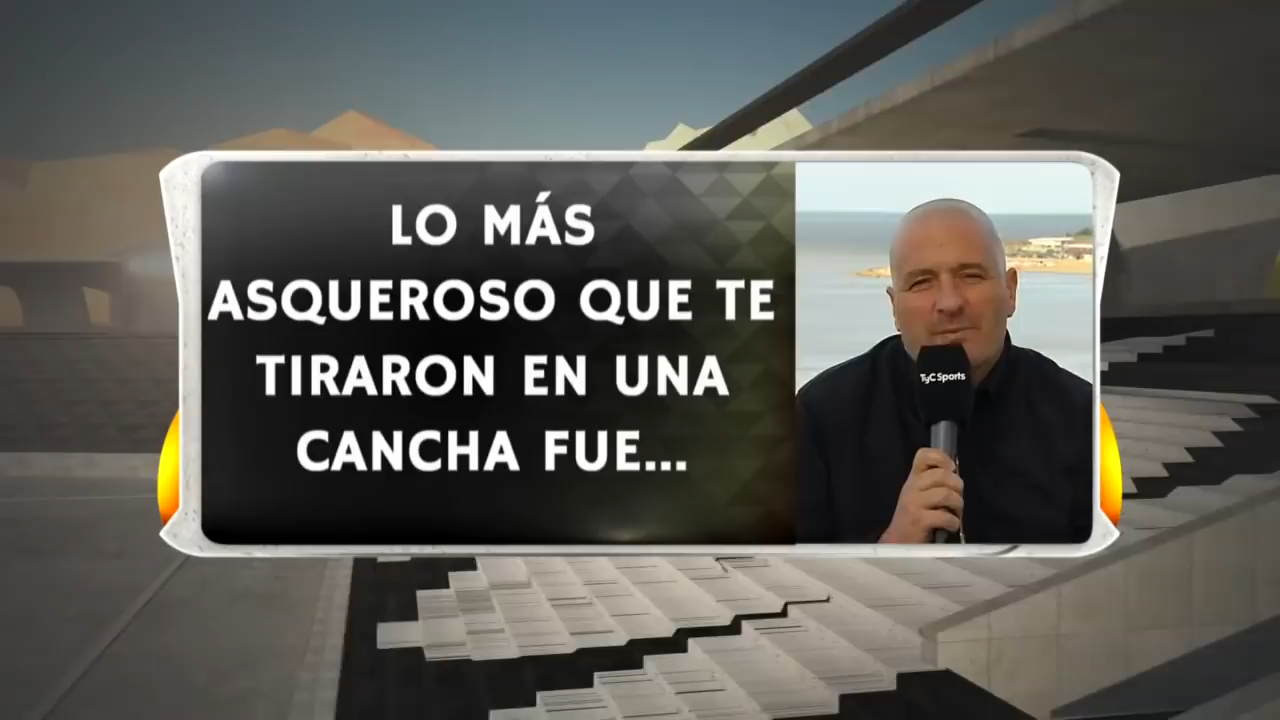 LO MÁS
ASQUEROSO QUE TE
TIRARON EN UNA
CANCHA FUE...
TyC Sports